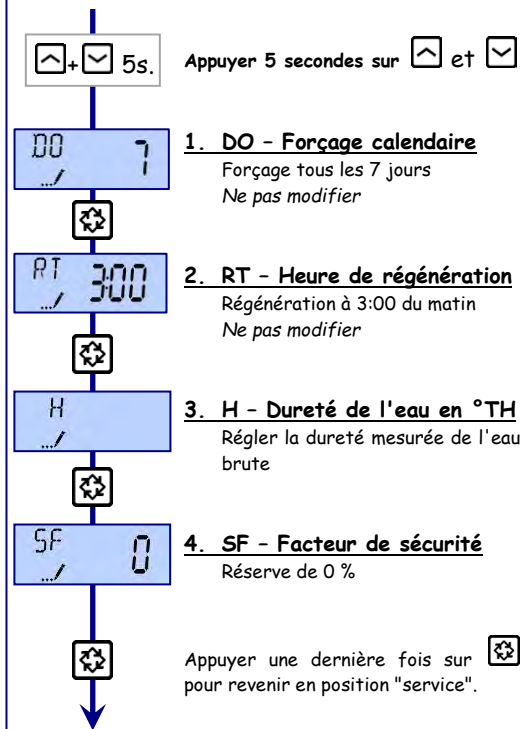 + 5s. Appuyer 5 secondes sur et
DO 7
1. DO – Forçage calendaire
Forçage tous les 7 jours
Ne pas modifier
RT 3:00
2. RT – Heure de régénération
Régénération à 3:00 du matin
Ne pas modifier
H
3. H – Dureté de l'eau en °TH
Régler la dureté mesurée de l'eau
brute
SF 0
4. SF – Facteur de sécurité
Réserve de 0 %
Appuyer une dernière fois sur
pour revenir en position "service".